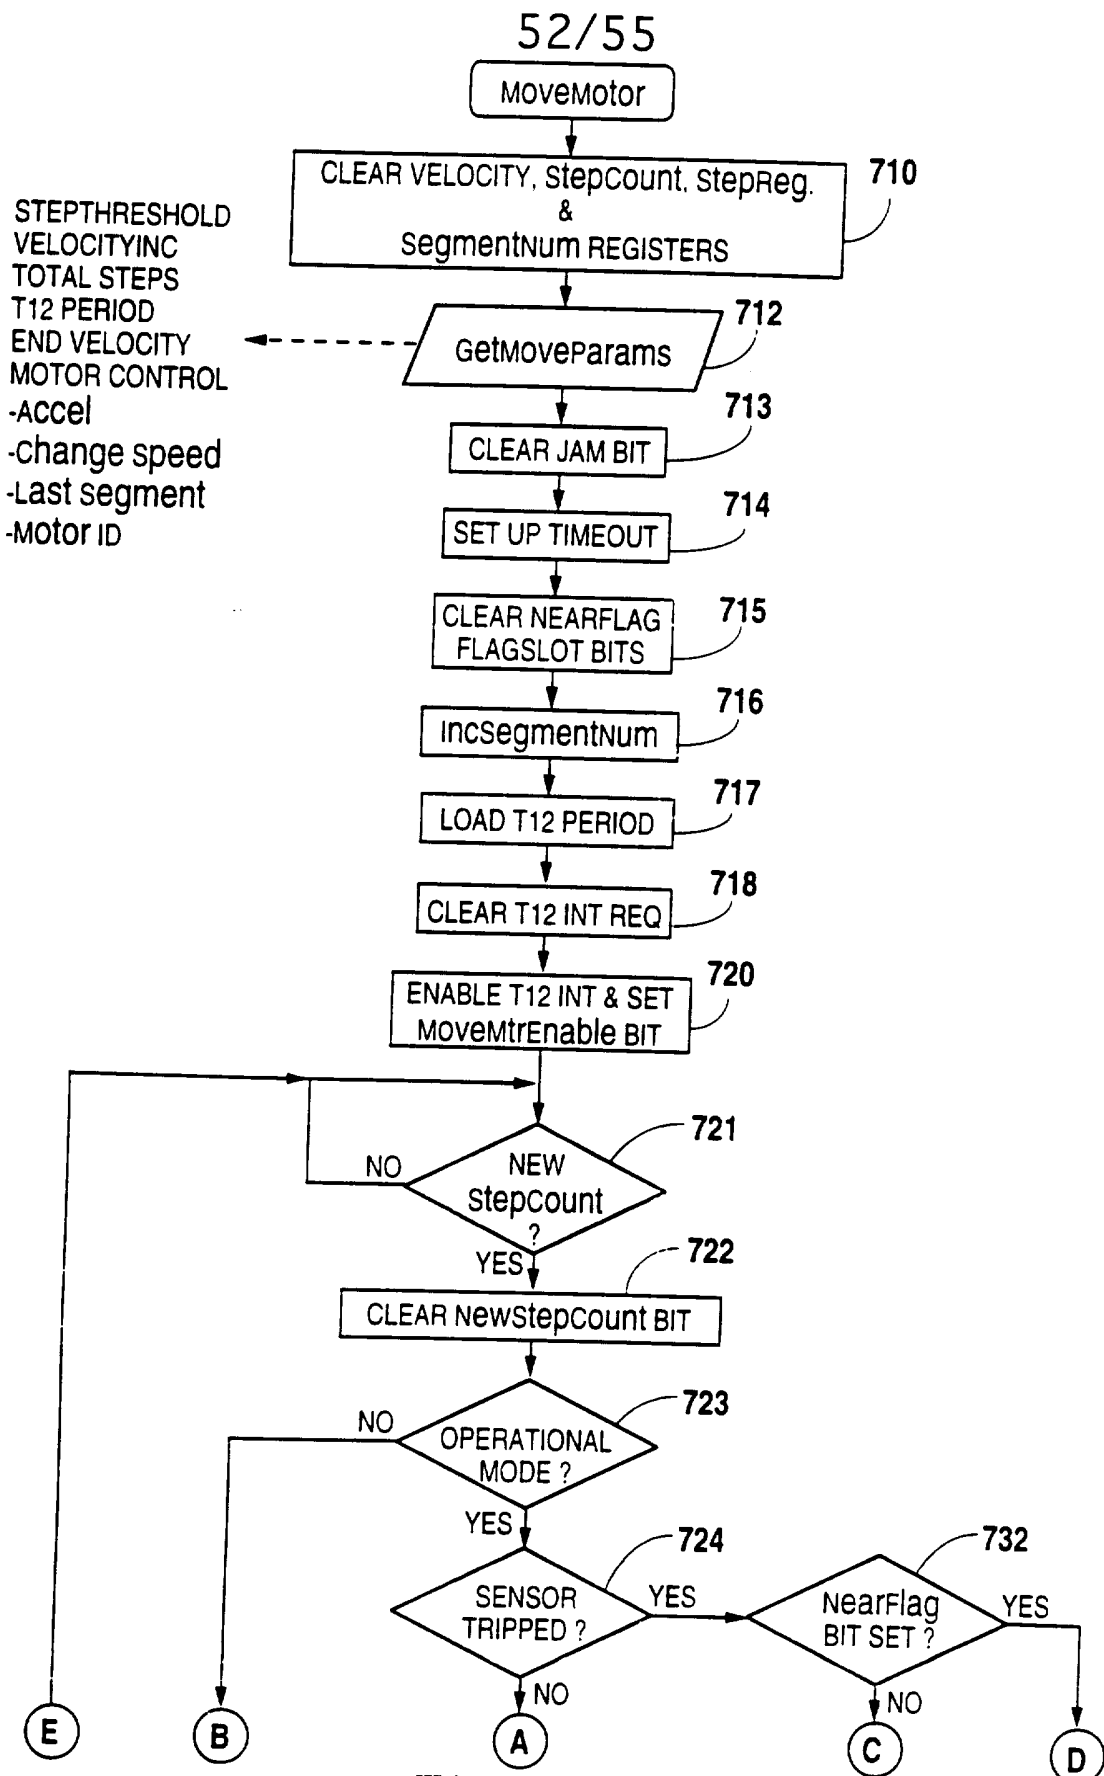 52/55
MoveMotor
CLEAR VELOCITY, StepCount, StepReg.
&
SegmentNum REGISTERS
710
STEPTHRESHOLD
VELOCITYINC
TOTAL STEPS
T12 PERIOD
END VELOCITY
MOTOR CONTROL
-Accel
-change speed
-Last segment
-Motor ID
GetMoveParams
712
CLEAR JAM BIT
713
SET UP TIMEOUT
714
CLEAR NEARFLAG
FLAGSLOT BITS
715
IncSegmentNum
716
LOAD T12 PERIOD
717
CLEAR T12 INT REQ
718
ENABLE T12 INT & SET
MoveMtrEnable BIT
720
NEW
StepCount
?
721
NO
YES
CLEAR NewStepCount BIT
722
OPERATIONAL
MODE ?
723
NO
YES
SENSOR
TRIPPED ?
724
YES
NO
NearFlag
BIT SET ?
732
YES
NO
E
B
A
C
D